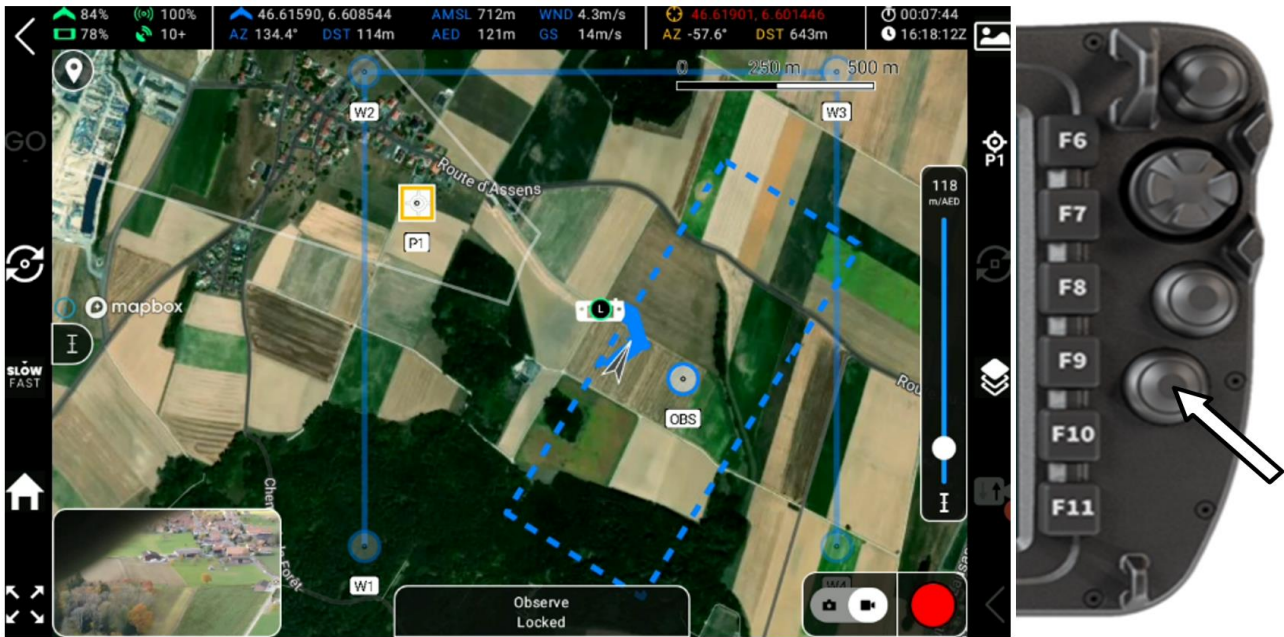 84% 100% 46.61590, 6.608544 AMSL 712m WND 4.3m/s 46.61901, 6.601446 00:07:44
78% 10+ AZ 134.4° DST 114m AED 121m GS 14m/s AZ -57.6° DST 643m 16:18:12Z
0 250 m 500 m
W2
W3
GO
P1
Route d'Assens
118
m/AED
P1
mapbox
L
SLOW
FAST
OBS
Rou
W1
W4
Observe
Locked
F6
F7
F8
F9
F10
F11